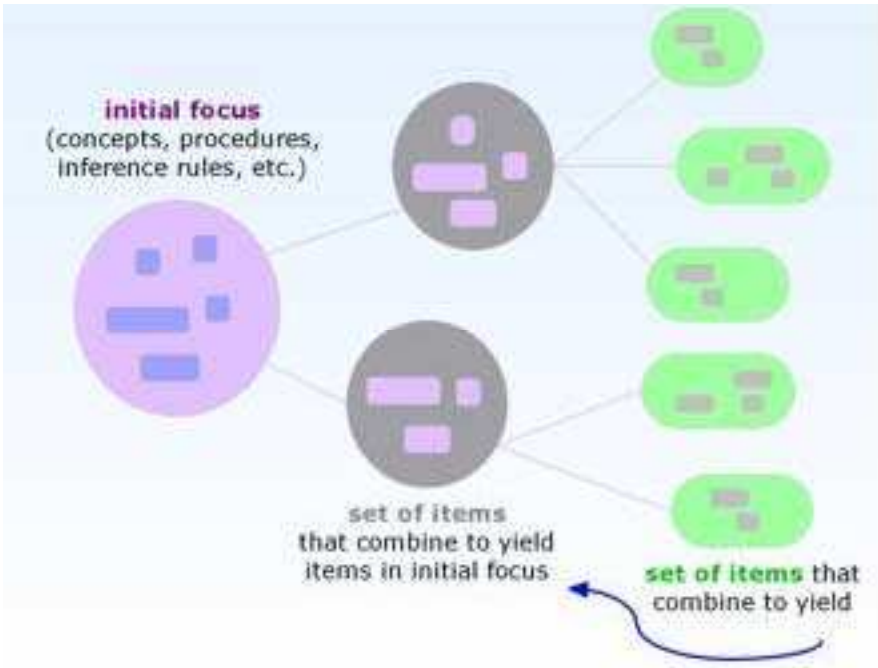 initial focus
(concepts, procedures,
inference rules, etc.)
set of items
that combine to yield
items in initial focus
set of items that
combine to yield